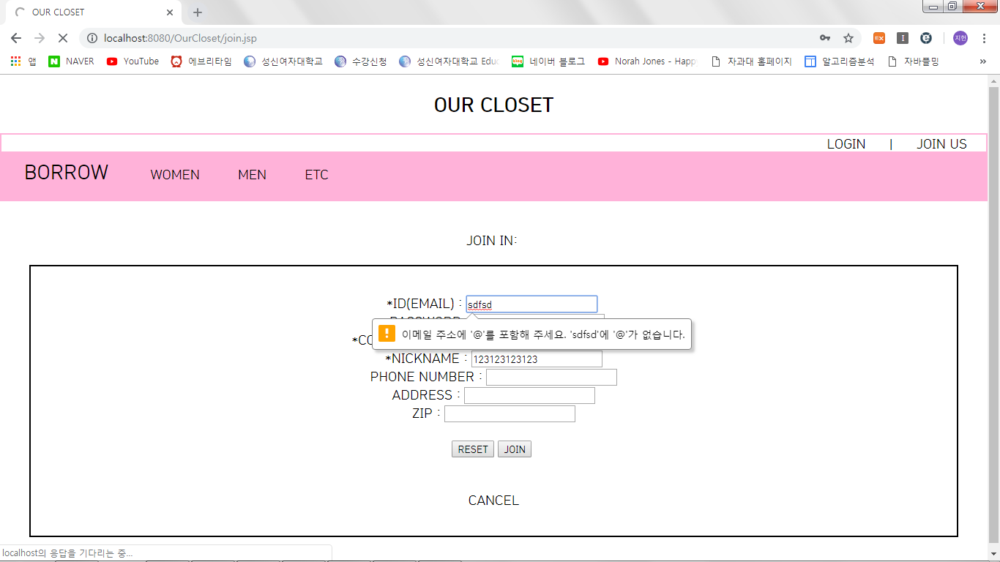 OUR CLOSET
localhost:8080/OurCloset/join.jsp
지헌
앱 NAVER YouTube 에브리타임 성신여자대학교 수강신청 성신여자대학교 Educ 네이버 블로그 Norah Jones - Happ 자과대 홈페이지 알고리즘분석 자바플밍 »
OUR CLOSET
LOGIN | JOIN US
BORROW WOMEN MEN ETC
JOIN IN:
*ID(EMAIL) : sdfsd
이메일 주소에 '@'를 포함해 주세요. 'sdfsd'에 '@'가 없습니다.
*CO
*NICKNAME : 123123123123
PHONE NUMBER :
ADDRESS :
ZIP :
RESET JOIN
CANCEL
localhost의 응답을 기다리는 중...